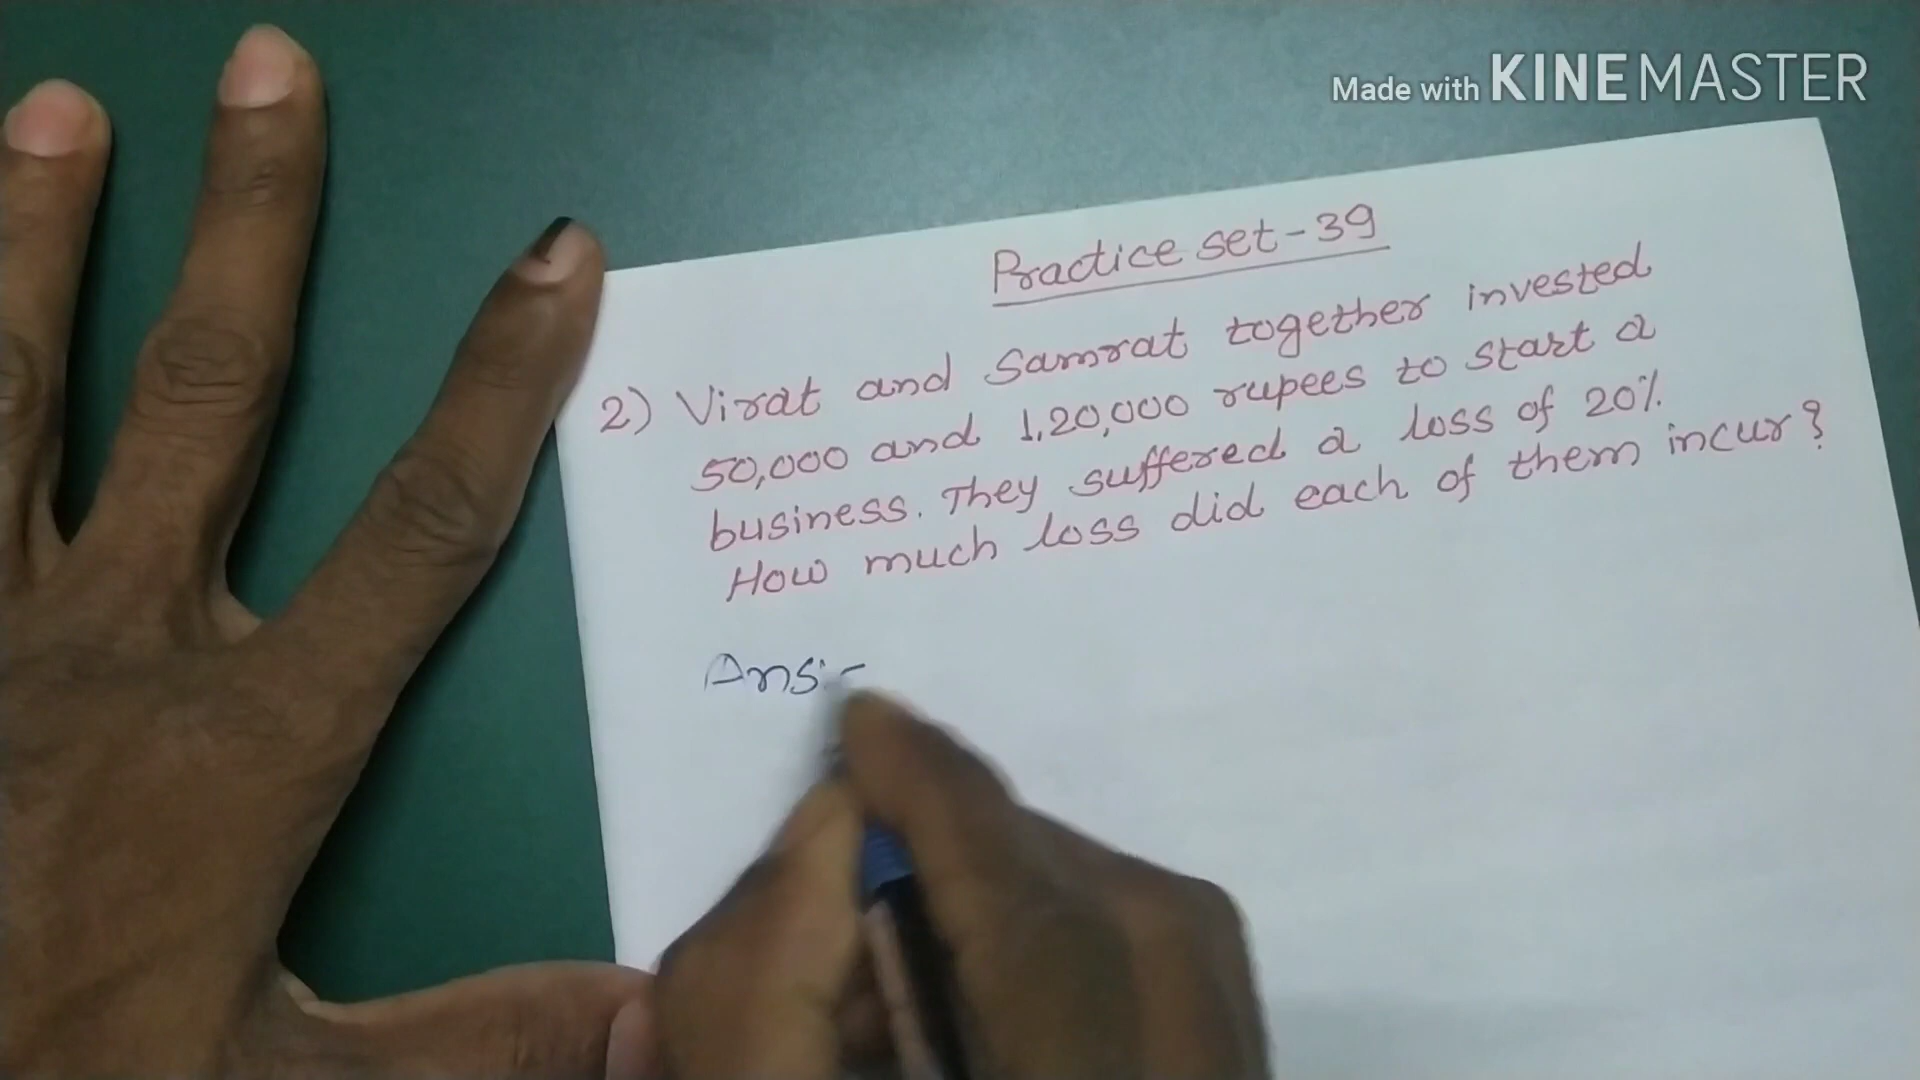 Made with KINEMASTER
Practice set-39
2) Virat and Samrat together invested
50,000 and 1,20,000 rupees to start a
business. They suffered a loss of 20%.
How much loss did each of them incur?
Ans:-